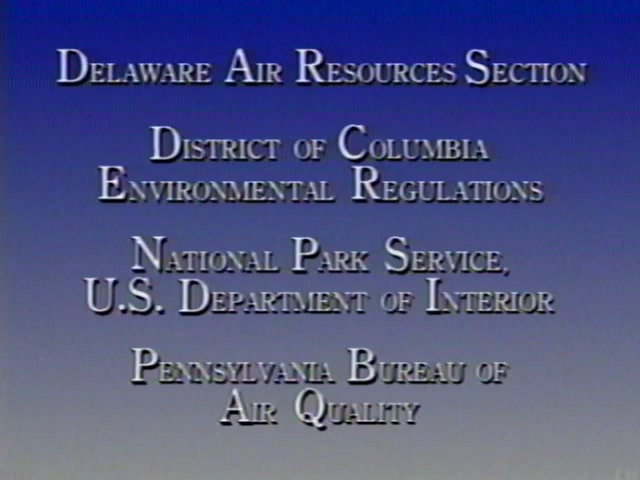 Delaware Air Resources Section
District of Columbia
Environmental Regulations
National Park Service,
U.S. Department of Interior
Pennsylvania Bureau of
Air Quality